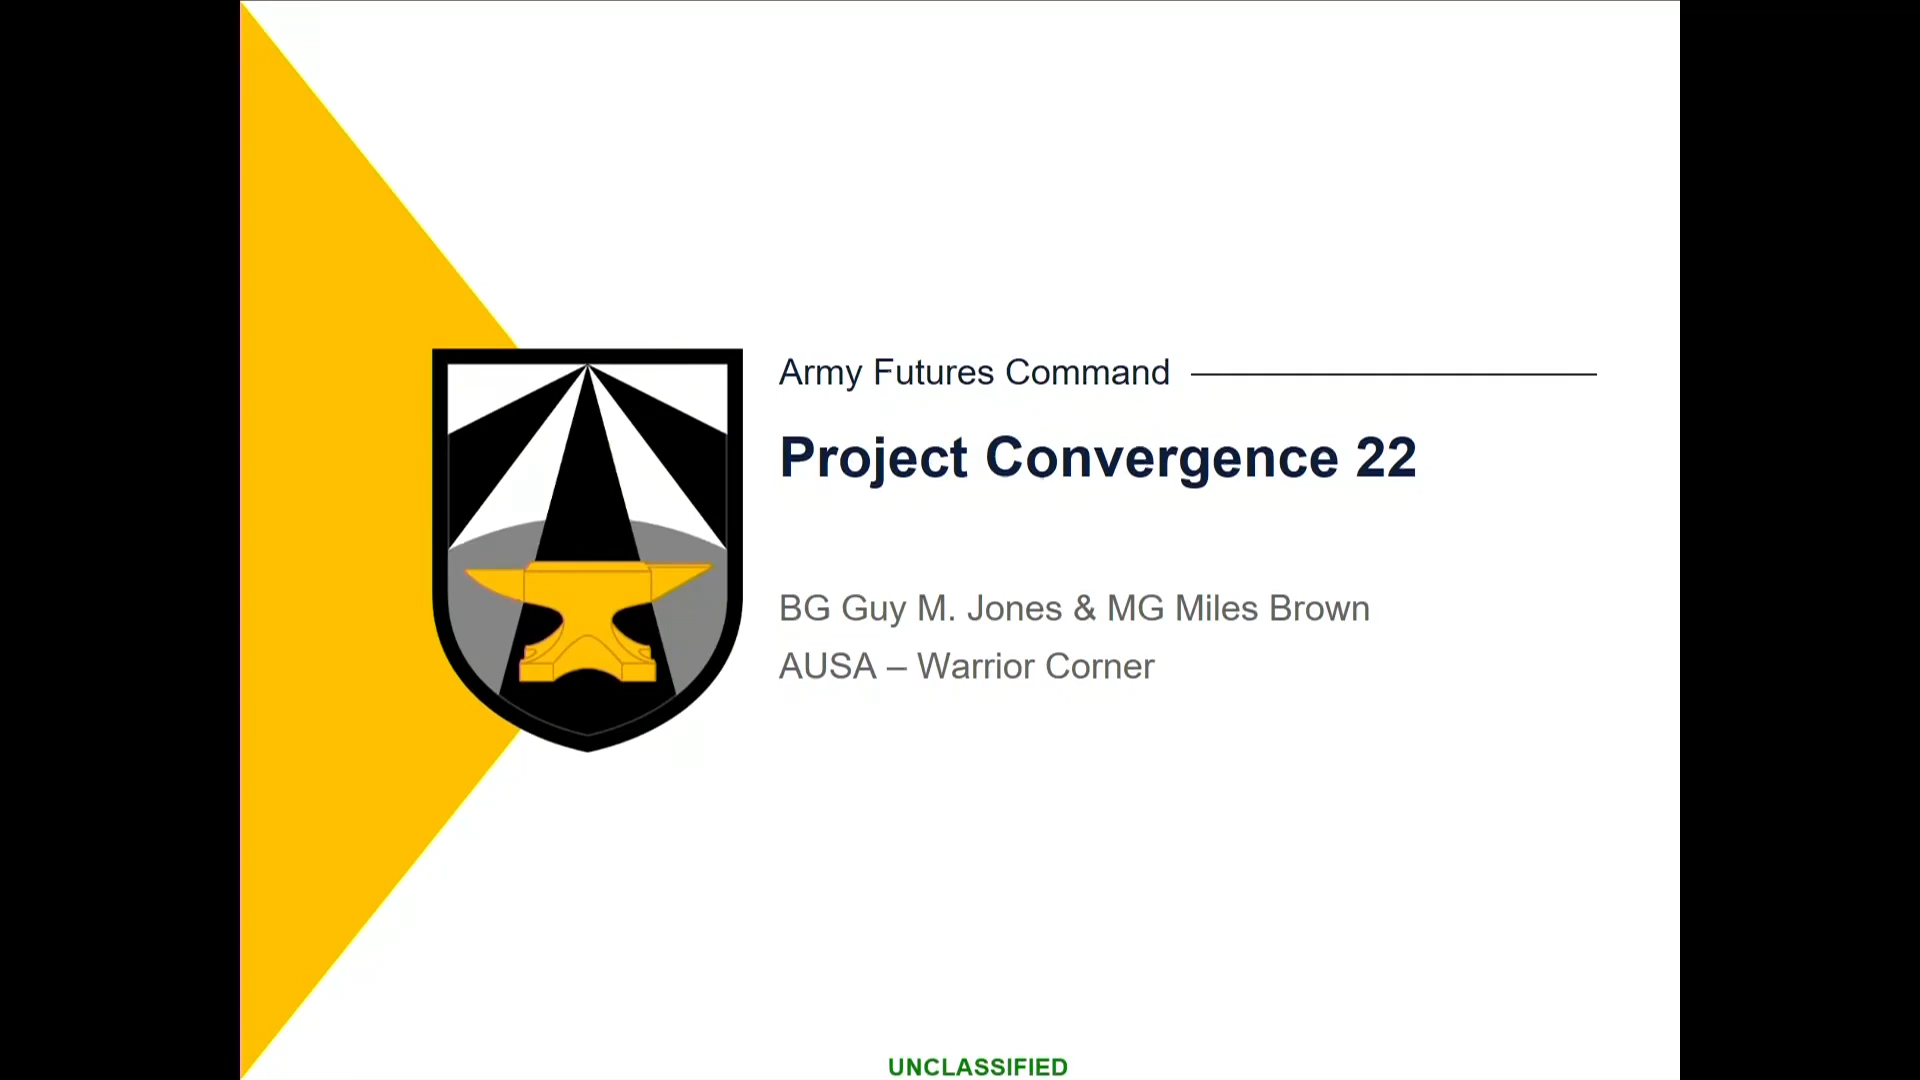 Army Futures Command
Project Convergence 22
BG Guy M. Jones & MG Miles Brown
AUSA – Warrior Corner
UNCLASSIFIED